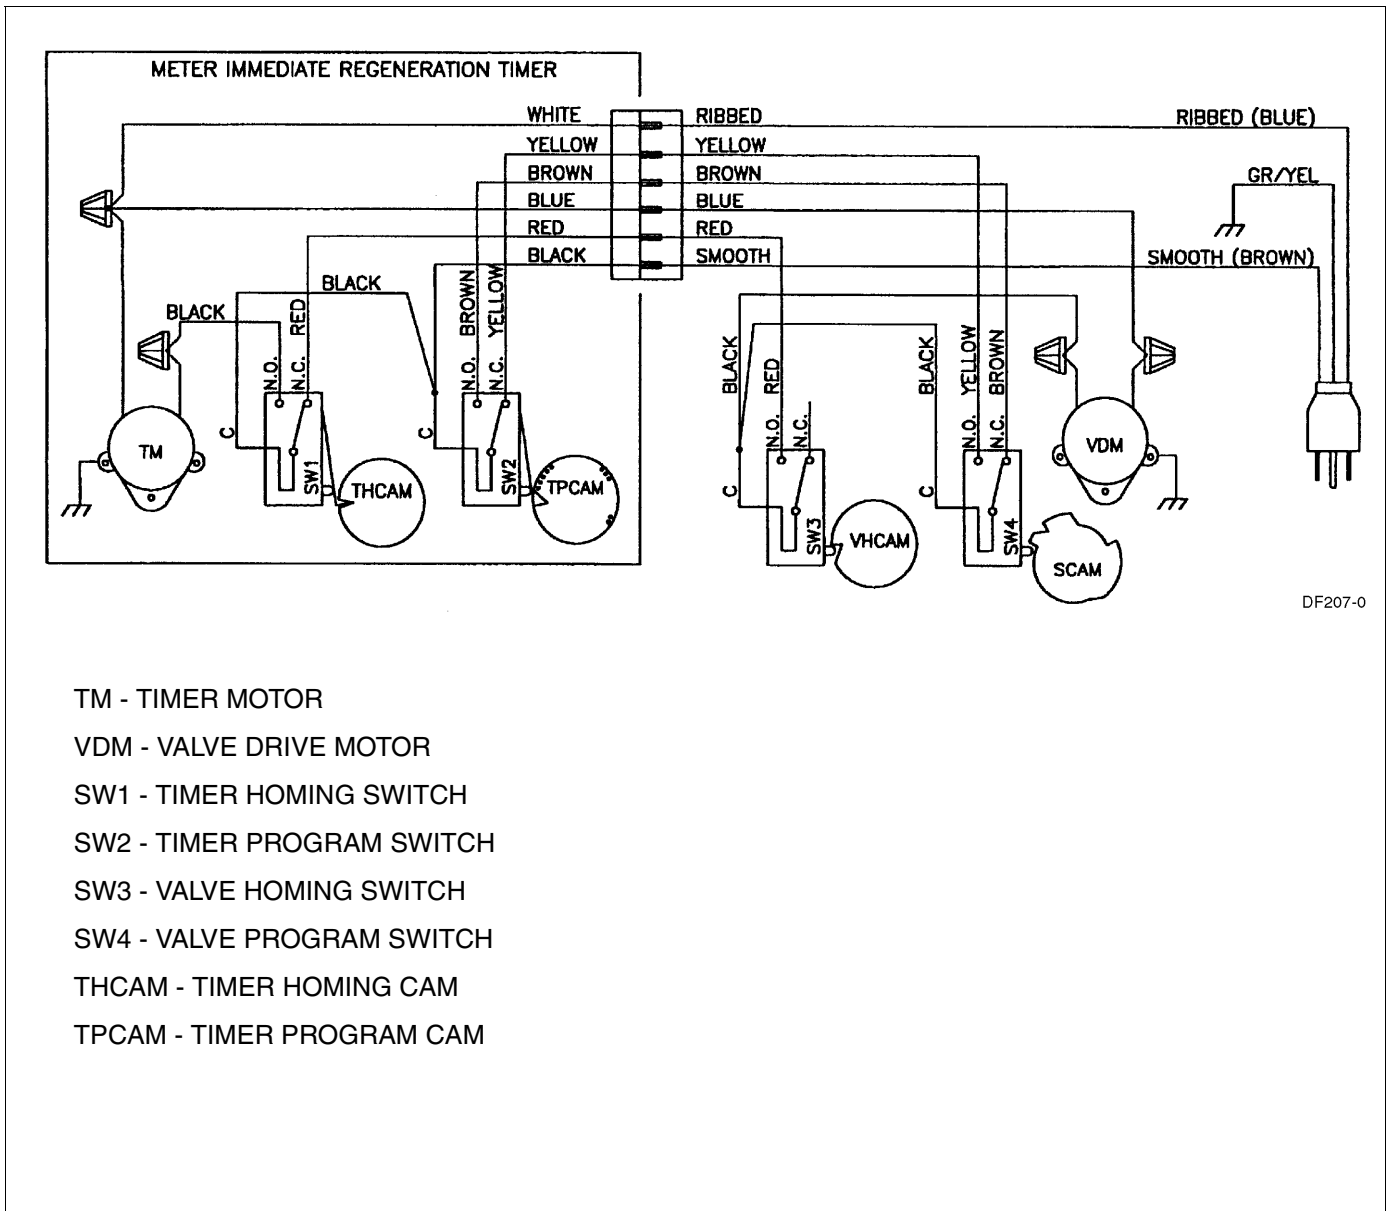 METER IMMEDIATE REGENERATION TIMER
WHITE
RIBBED
RIBBED (BLUE)
YELLOW
YELLOW
BROWN
BROWN
GR/YEL
BLUE
BLUE
RED
RED
BLACK
SMOOTH
SMOOTH (BROWN)
BLACK
BLACK
RED
BROWN
YELLOW
BLACK
RED
BLACK
YELLOW
BROWN
N.O.
N.C.
N.O.
N.C.
N.O.
N.C.
N.O.
N.C.
TM
C
SW1
THCAM
C
SW2
TPCAM
C
SW3
VHCAM
C
SW4
SCAM
VDM
DF207-0
TM - TIMER MOTOR
VDM - VALVE DRIVE MOTOR
SW1 - TIMER HOMING SWITCH
SW2 - TIMER PROGRAM SWITCH
SW3 - VALVE HOMING SWITCH
SW4 - VALVE PROGRAM SWITCH
THCAM - TIMER HOMING CAM
TPCAM - TIMER PROGRAM CAM